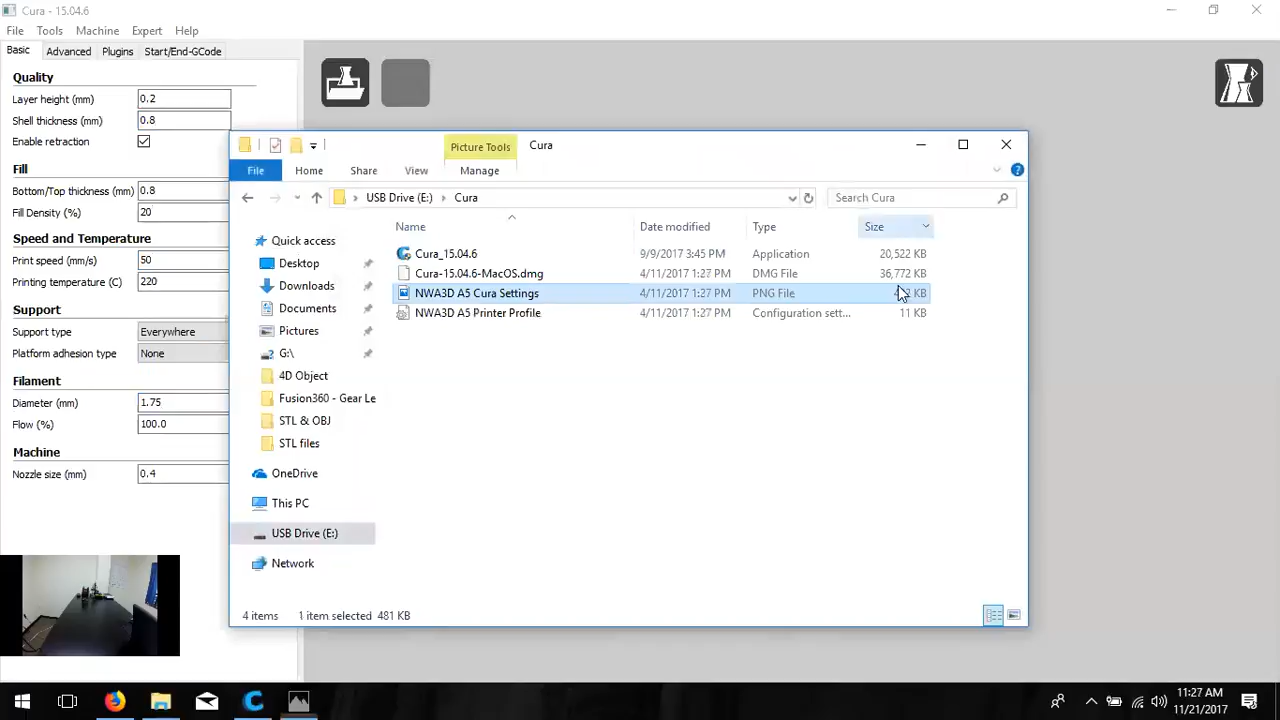 Cura - 15.04.6
File Tools Machine Expert Help
Basic Advanced Plugins Start/End-GCode
Quality
Layer height (mm) 0.2
Shell thickness (mm) 0.8
Enable retraction
Fill
Bottom/Top thickness (mm) 0.8
Fill Density (%) 20
Speed and Temperature
Print speed (mm/s) 50
Printing temperature (C) 220
Support
Support type Everywhere
Platform adhesion type None
Filament
Diameter (mm) 1.75
Flow (%) 100.0
Machine
Nozzle size (mm) 0.4
Picture Tools Cura
File Home Share View Manage
USB Drive (E:) Cura Search Cura
Name Date modified Type Size
Cura_15.04.6 9/9/2017 3:45 PM Application 20,522 KB
Cura-15.04.6-MacOS.dmg 4/11/2017 1:27 PM DMG File 36,772 KB
NWA3D A5 Cura Settings 4/11/2017 1:27 PM PNG File KB
NWA3D A5 Printer Profile 4/11/2017 1:27 PM Configuration sett... 11 KB
Quick access
Desktop
Downloads
Documents
Pictures
G:\
4D Object
Fusion360 - Gear Le
STL & OBJ
STL files
OneDrive
This PC
USB Drive (E:)
Network
4 items 1 item selected 481 KB
11:27 AM
11/21/2017